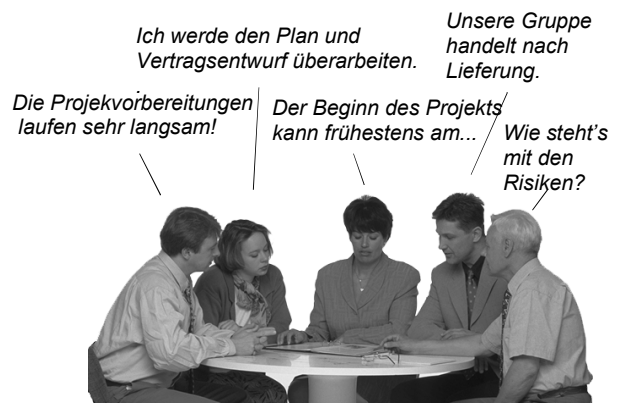 Ich werde den Plan und
Vertragsentwurf überarbeiten.
Unsere Gruppe
handelt nach
Lieferung.
Die Projekvorbereitungen
laufen sehr langsam!
Der Beginn des Projekts
kann frühestens am...
Wie steht's
mit den
Risiken?